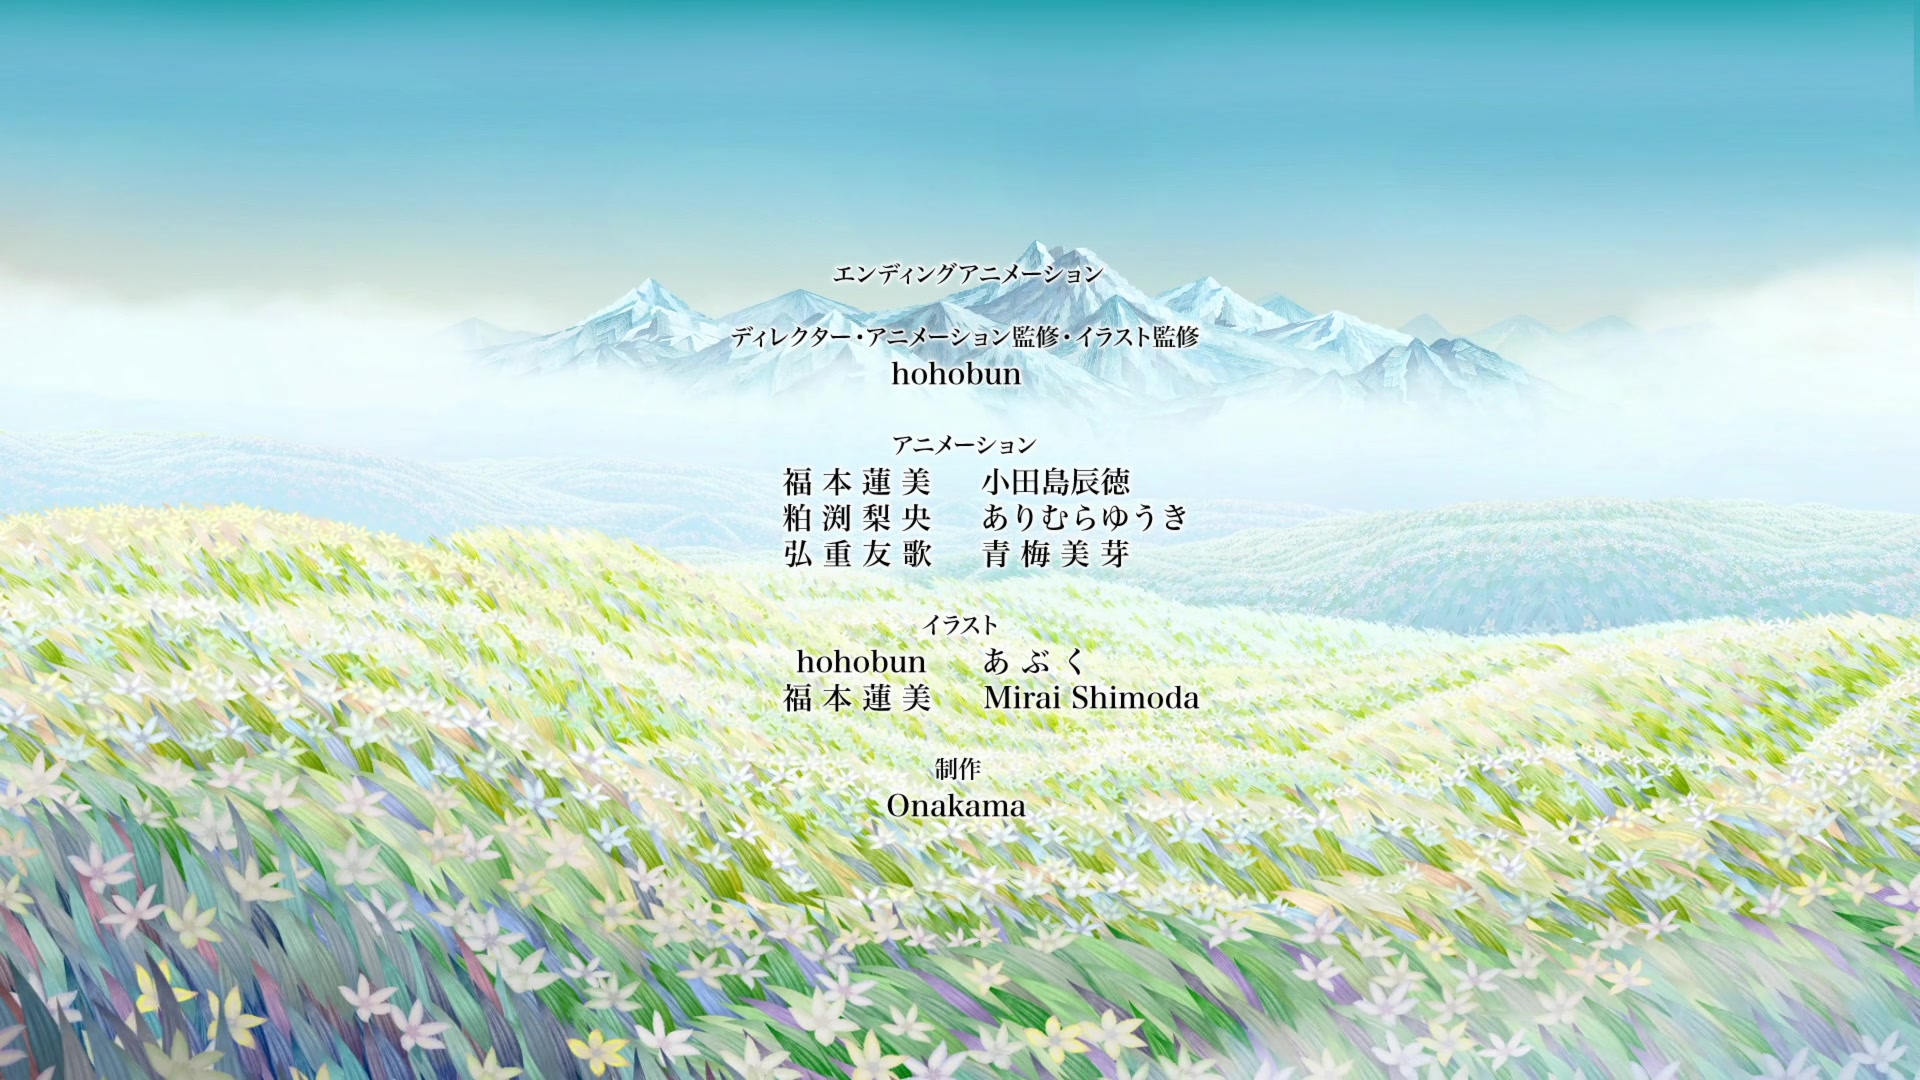 エンディングアニメーション
ディレクター・アニメーション監修・イラスト監修
hohobun
アニメーション
福本蓮美 小田島辰徳
粕渕梨央 ありむらゆうき
弘重友歌 青梅美芽
イラスト
hohobun あぶく
福本蓮美 Mirai Shimoda
制作
Onakama